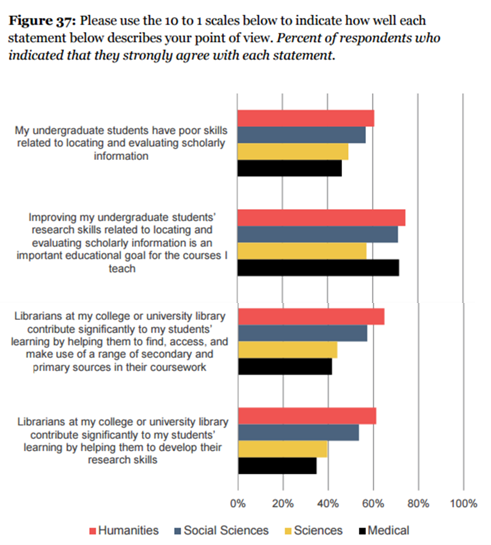 Figure 37: Please use the 10 to 1 scales below to indicate how well each
statement below describes your point of view. Percent of respondents who
indicated that they strongly agree with each statement.
My undergraduate students have poor skills
related to locating and evaluating scholarly
information
Improving my undergraduate students'
research skills related to locating and
evaluating scholarly information is an
important educational goal for the courses I
teach
Librarians at my college or university library
contribute significantly to my students'
learning by helping them to find, access, and
make use of a range of secondary and
primary sources in their coursework
Librarians at my college or university library
contribute significantly to my students'
learning by helping them to develop their
research skills
0% 20% 40% 60% 80% 100%
Humanities Social Sciences Sciences Medical